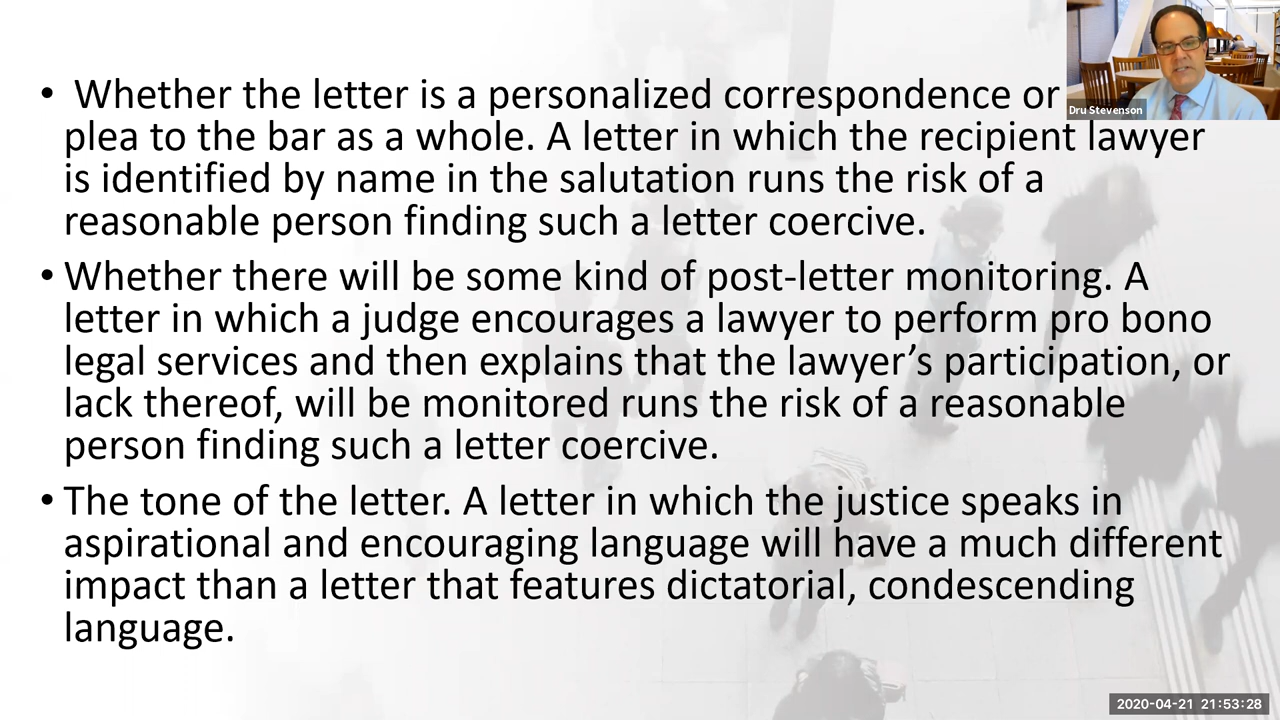 • Whether the letter is a personalized correspondence or
plea to the bar as a whole. A letter in which the recipient lawyer
is identified by name in the salutation runs the risk of a
reasonable person finding such a letter coercive.
• Whether there will be some kind of post-letter monitoring. A
letter in which a judge encourages a lawyer to perform pro bono
legal services and then explains that the lawyer’s participation, or
lack thereof, will be monitored runs the risk of a reasonable
person finding such a letter coercive.
• The tone of the letter. A letter in which the justice speaks in
aspirational and encouraging language will have a much different
impact than a letter that features dictatorial, condescending
language.
Dru Stevenson
2020-04-21 21:53:28